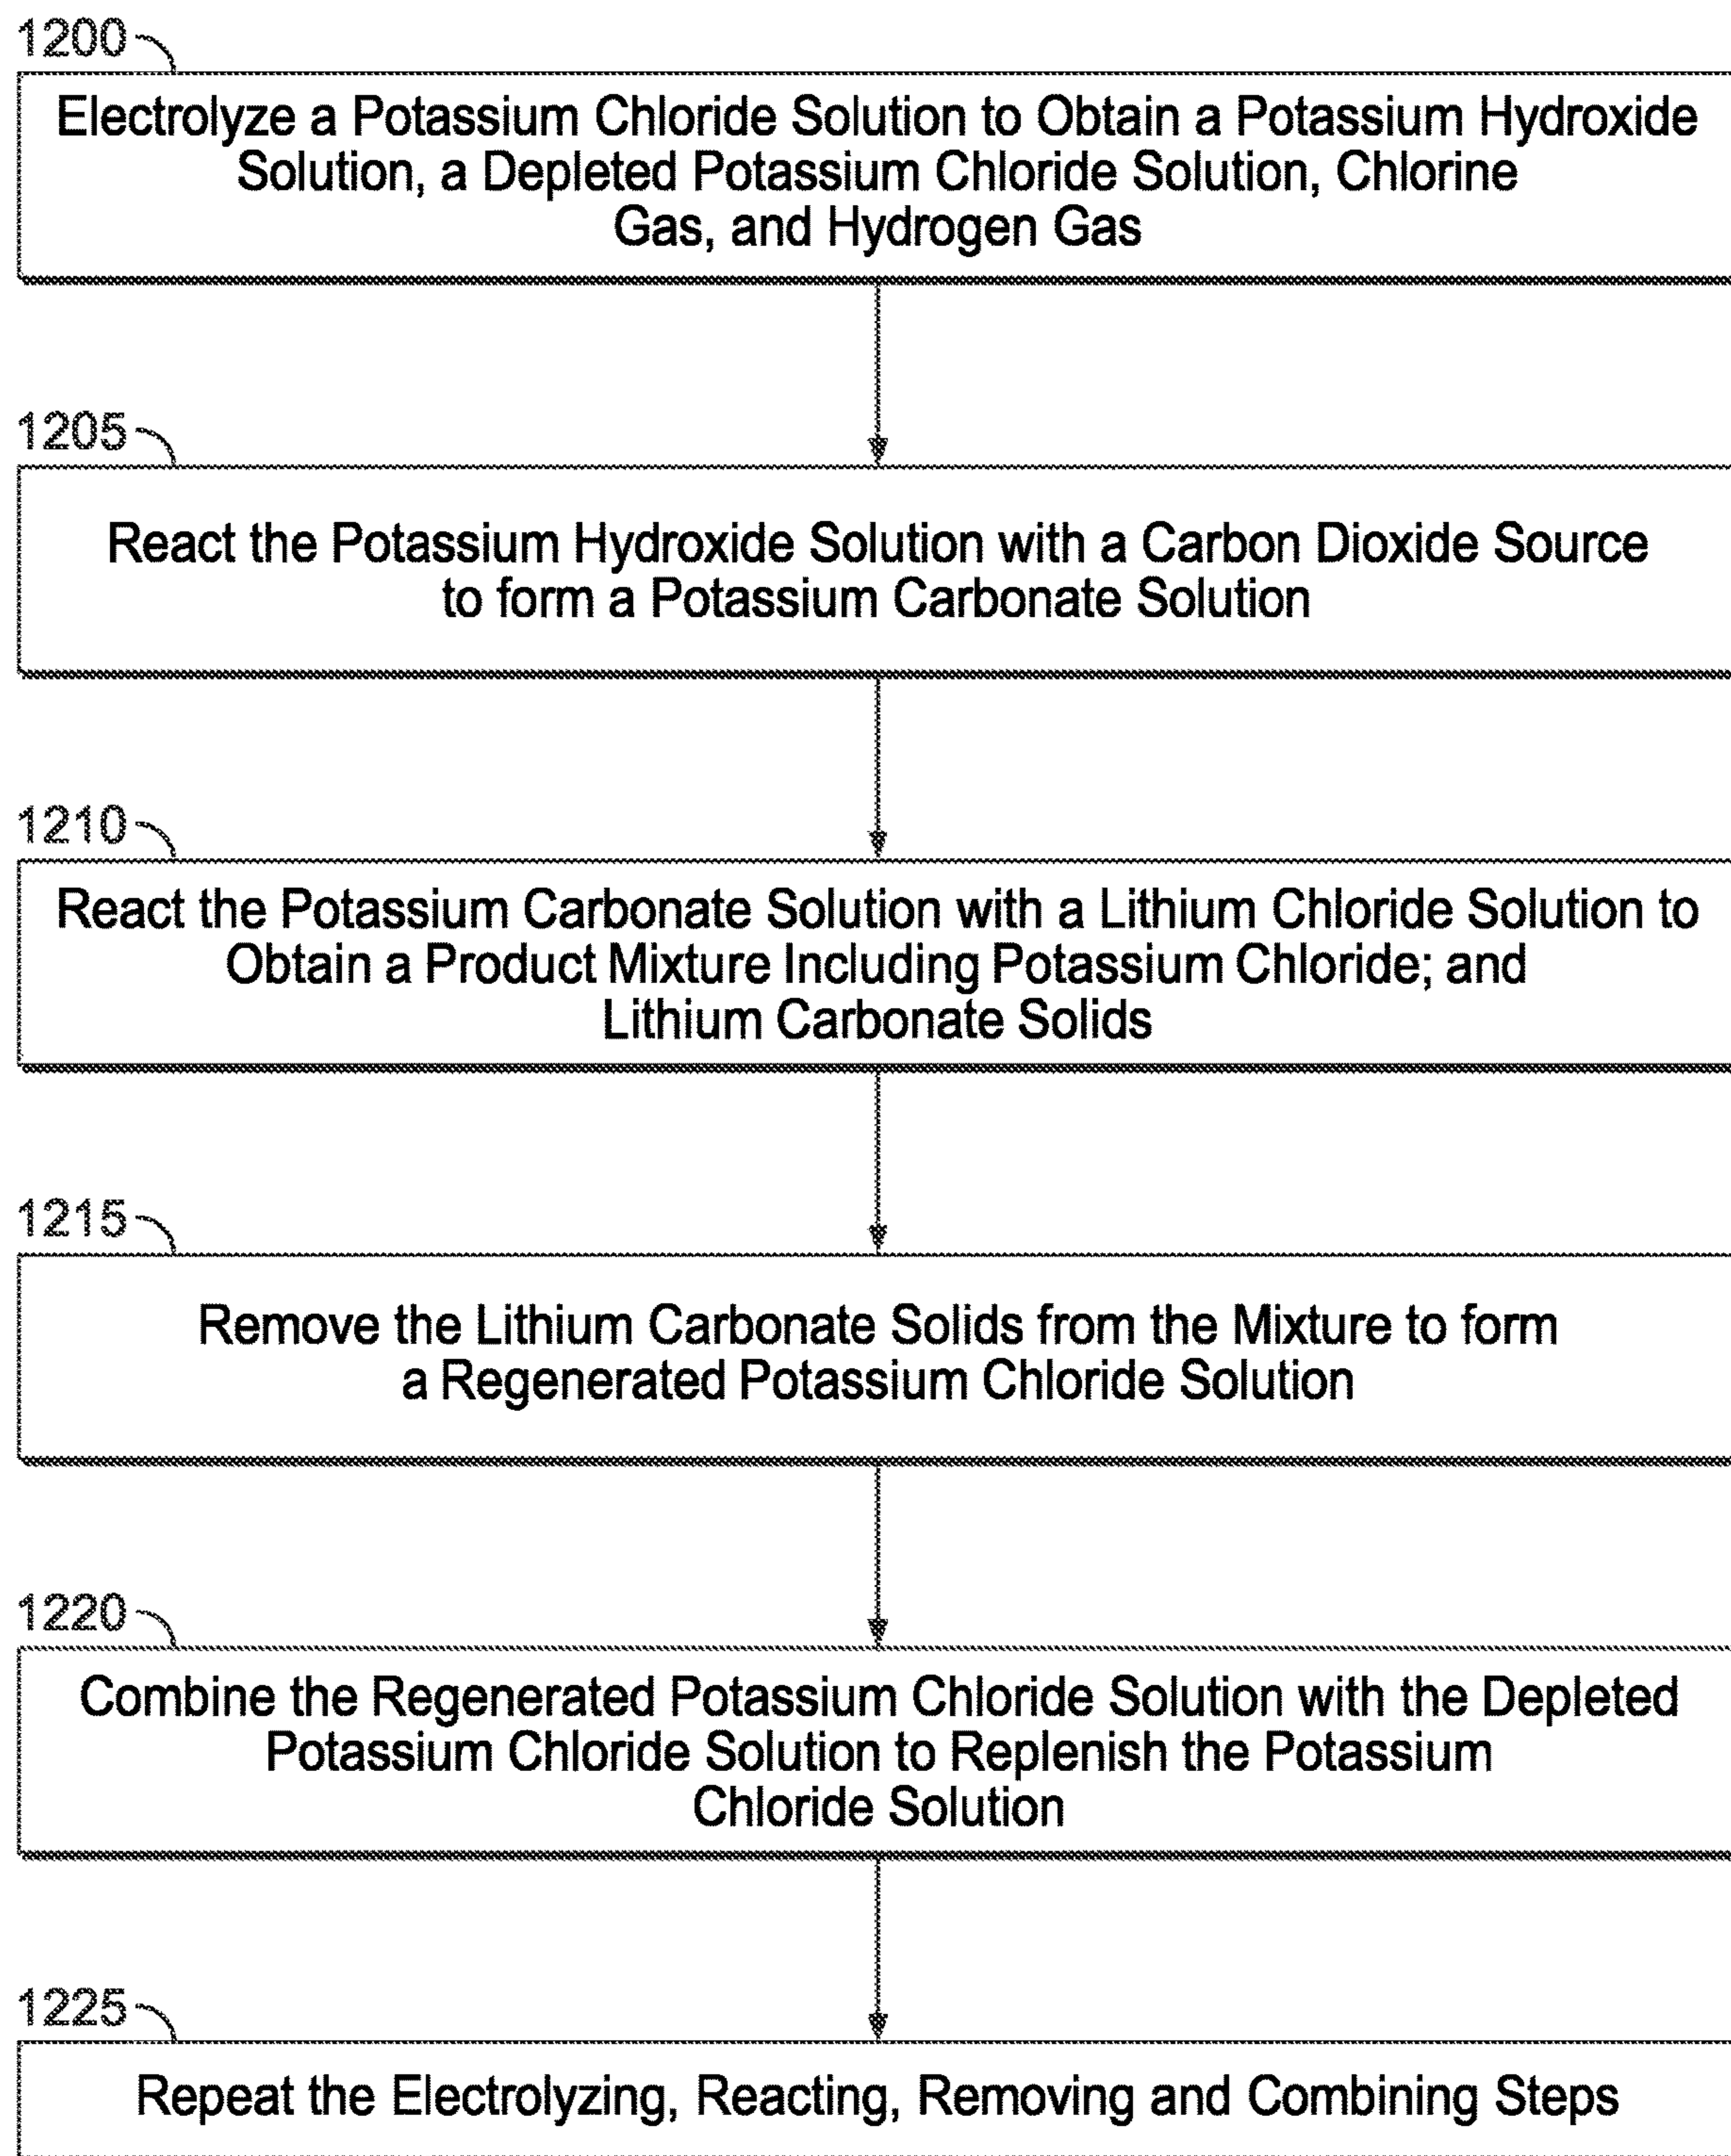 1200
Electrolyze a Potassium Chloride Solution to Obtain a Potassium Hydroxide
Solution, a Depleted Potassium Chloride Solution, Chlorine
Gas, and Hydrogen Gas
1205
React the Potassium Hydroxide Solution with a Carbon Dioxide Source
to form a Potassium Carbonate Solution
1210
React the Potassium Carbonate Solution with a Lithium Chloride Solution to
Obtain a Product Mixture Including Potassium Chloride; and
Lithium Carbonate Solids
1215
Remove the Lithium Carbonate Solids from the Mixture to form
a Regenerated Potassium Chloride Solution
1220
Combine the Regenerated Potassium Chloride Solution with the Depleted
Potassium Chloride Solution to Replenish the Potassium
Chloride Solution
1225
Repeat the Electrolyzing, Reacting, Removing and Combining Steps